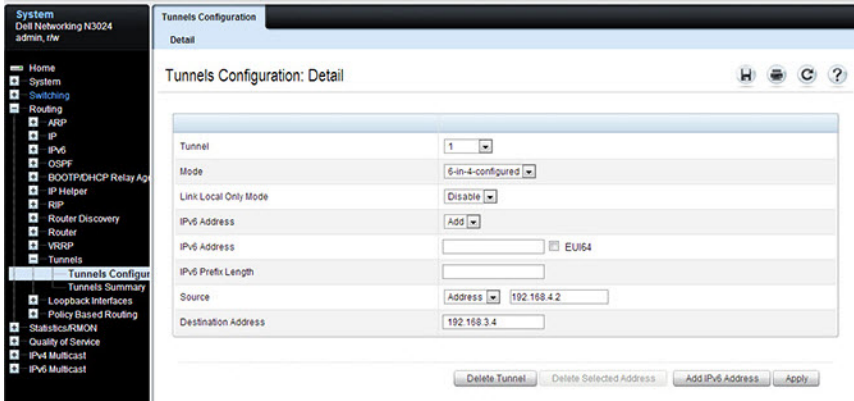 System
Dell Networking N3024
admin, r/w
Home
System
Switching
Routing
ARP
IP
IPv6
OSPF
BOOTP/DHCP Relay Age
IP Helper
RIP
Router Discovery
Router
VRRP
Tunnels
Tunnels Configur
Tunnels Summary
Loopback Interfaces
Policy Based Routing
Statistics/RMON
Quality of Service
IPv4 Multicast
IPv6 Multicast
Tunnels Configuration
Detail
Tunnels Configuration: Detail
Tunnel 1
Mode 6-in-4-configured
Link Local Only Mode Disable
IPv6 Address Add
IPv6 Address EUI64
IPv6 Prefix Length
Source Address 192.168.4.2
Destination Address 192.168.3.4
Delete Tunnel Delete Selected Address Add IPv6 Address Apply